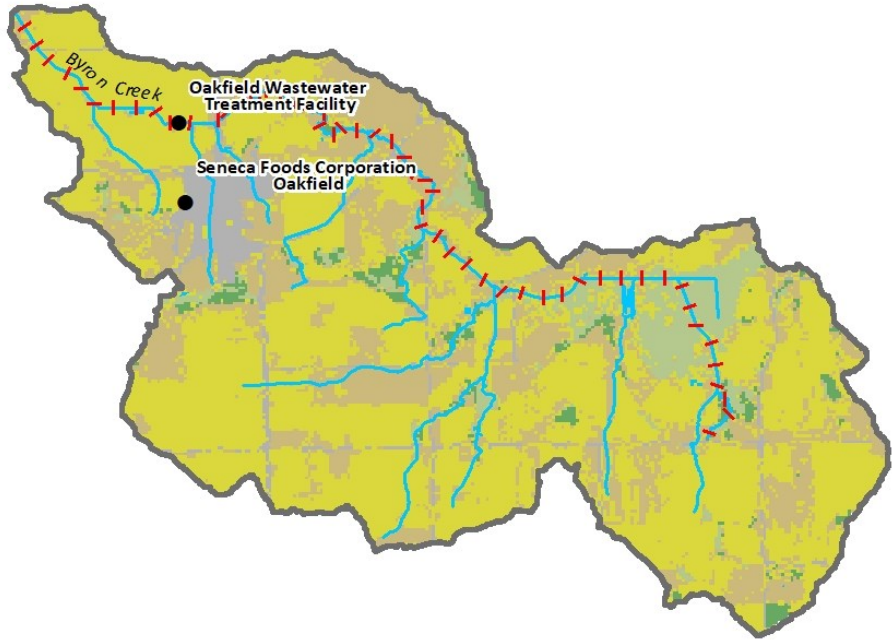 Byron Creek
Oakfield Wastewater
Treatment Facility
Seneca Foods Corporation
Oakfield